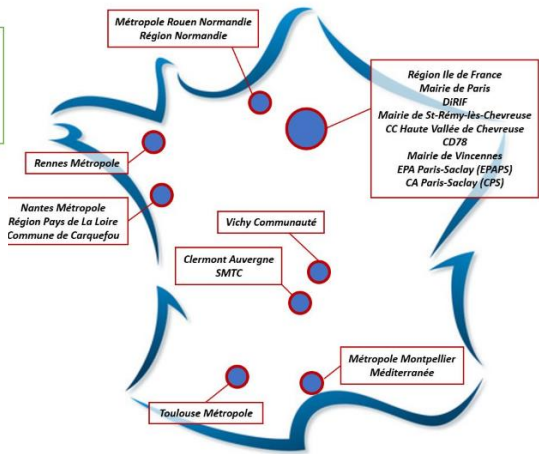 Métropole Rouen Normandie
Région Normandie
Région Ile de France
Mairie de Paris
DiRIF
Mairie de St-Rémy-lès-Chevreuse
CC Haute Vallée de Chevreuse
CD78
Mairie de Vincennes
EPA Paris-Saclay (EPAPS)
CA Paris-Saclay (CPS)
Rennes Métropole
Nantes Métropole
Région Pays de La Loire
Commune de Carquefou
Vichy Communauté
Clermont Auvergne
SMTC
Métropole Montpellier
Méditerranée
Toulouse Métropole